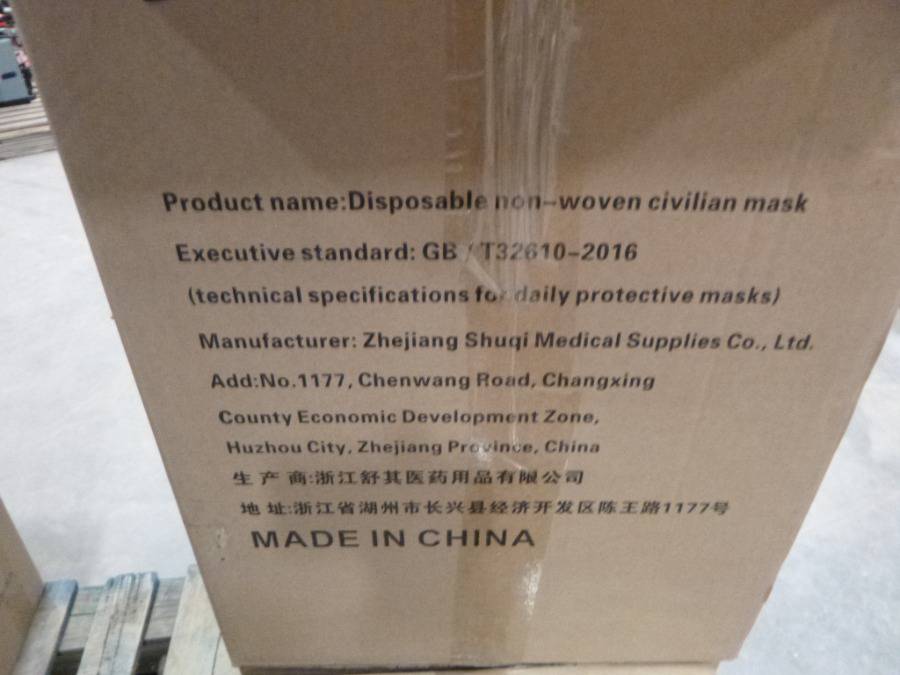 Product name:Disposable non-woven civilian mask
Executive standard: GB / T32610-2016
(technical specifications for daily protective masks)
Manufacturer: Zhejiang Shuqi Medical Supplies Co., Ltd.
Add:No.1177, Chenwang Road, Changxing
County Economic Development Zone,
Huzhou City, Zhejiang Province, China
生 产 商:浙江舒其医药用品有限公司
地 址:浙江省湖州市长兴县经济开发区陈王路1177号
MADE IN CHINA